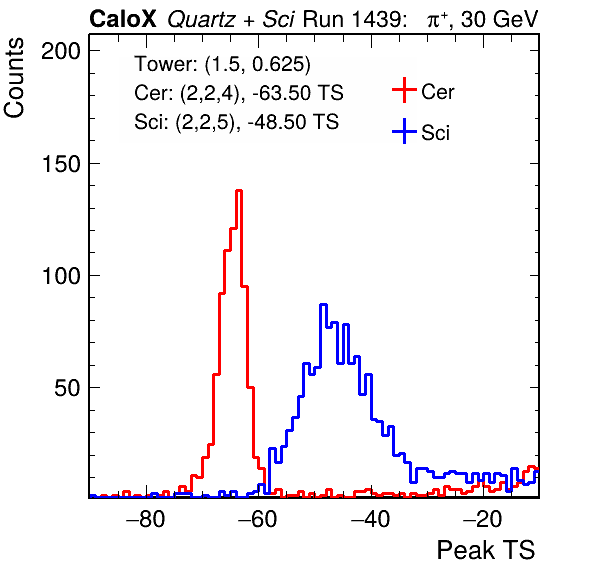 CaloX Quartz + Sci Run 1439: π⁺, 30 GeV
Counts
200
150
100
50
Tower: (1.5, 0.625)
Cer: (2,2,4), -63.50 TS
Sci: (2,2,5), -48.50 TS
Cer
Sci
−80 −60 −40 −20
Peak TS